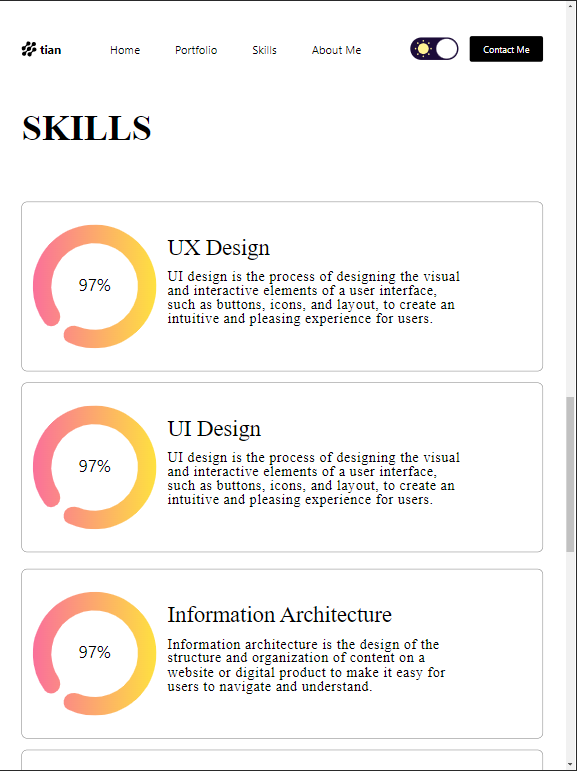 tian Home Portfolio Skills About Me Contact Me
SKILLS
97%
UX Design
UI design is the process of designing the visual
and interactive elements of a user interface,
such as buttons, icons, and layout, to create an
intuitive and pleasing experience for users.
97%
UI Design
UI design is the process of designing the visual
and interactive elements of a user interface,
such as buttons, icons, and layout, to create an
intuitive and pleasing experience for users.
97%
Information Architecture
Information architecture is the design of the
structure and organization of content on a
website or digital product to make it easy for
users to navigate and understand.